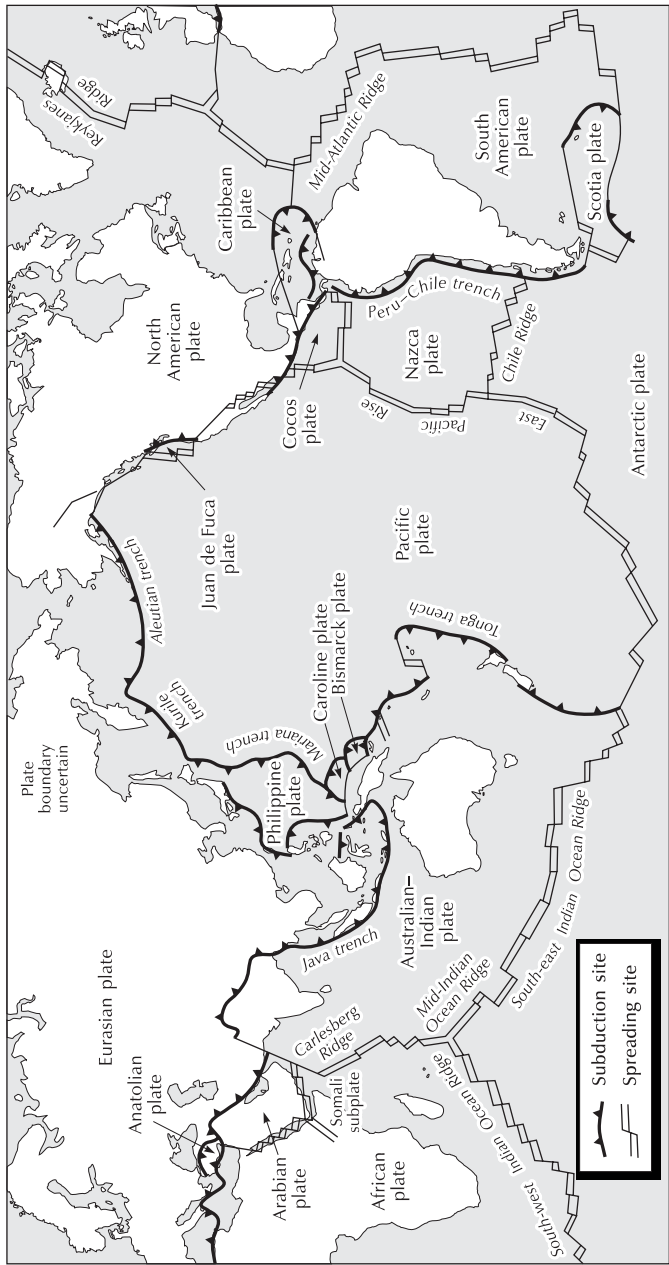 Eurasian plate
Anatolian
plate
Arabian
plate
African
plate
Somali
subplate
Carlesberg
Ridge
Java trench
Australian–
Indian
plate
Mid-Indian
Ocean Ridge
South-west Indian Ocean Ridge
South-east Indian Ocean Ridge
Plate
boundary
uncertain
Philippine
plate
Mariana trench
Kurile
trench
Aleutian trench
Caroline plate
Bismarck plate
Tonga trench
Pacific
plate
Juan de Fuca
plate
North
American
plate
Cocos
plate
East
Pacific
Rise
Nazca
plate
Chile Ridge
Peru–Chile trench
Antarctic plate
Caribbean
plate
Mid-Atlantic Ridge
Reykjanes
Ridge
South
American
plate
Scotia plate
Subduction site
Spreading site